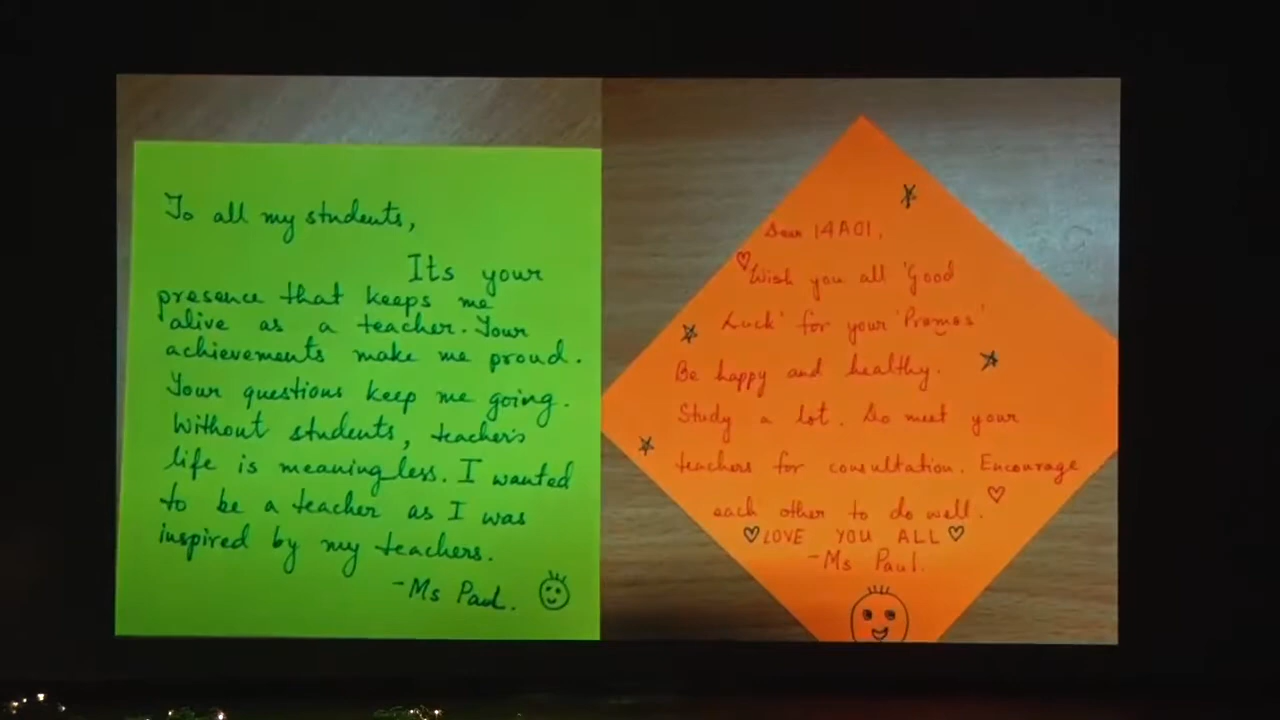 To all my students,
Its your
presence that keeps me
alive as a teacher. Your
achievements make me proud.
Your questions keep me going.
Without students, teacher's
life is meaningless. I wanted
to be a teacher as I was
inspired by my teachers.
-Ms Paul.
Dear 14A01,
Wish you all 'Good
Luck' for your 'Promos'
Be happy and healthy.
Study a lot. Do meet your
teachers for consultation. Encourage
each other to do well.
LOVE YOU ALL
-Ms Paul.